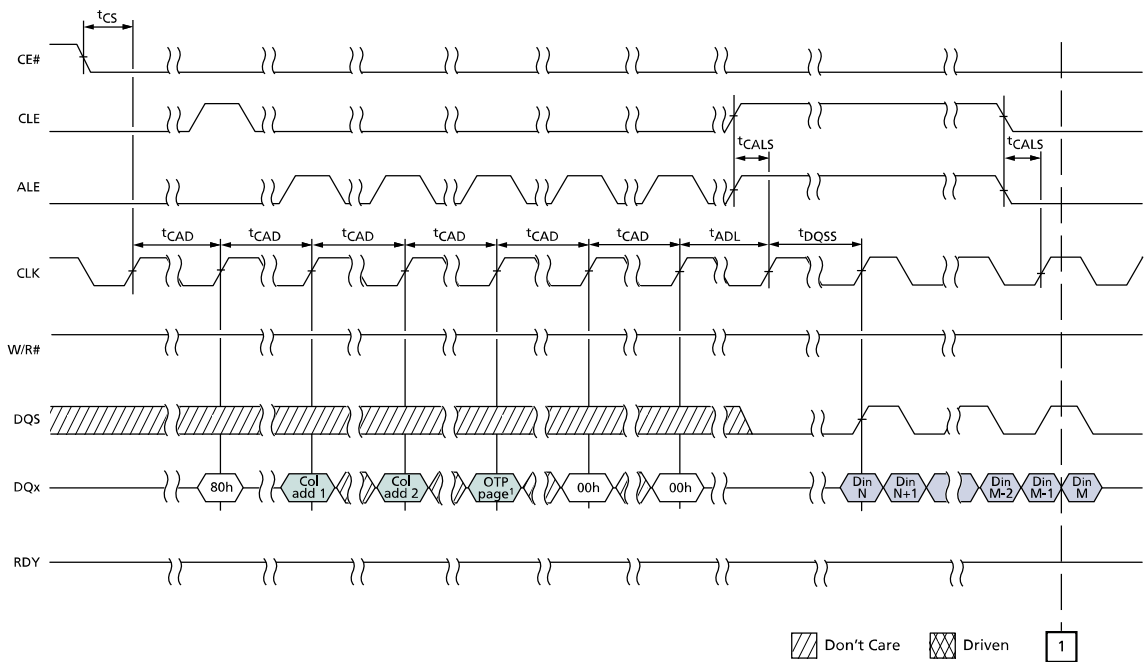 tCS
CE#
CLE
tCALS
tCALS
ALE
tCAD
tCAD
tCAD
tCAD
tCAD
tCAD
tADL
tDQSS
CLK
W/R#
DQS
DQx
80h
Col
add 1
Col
add 2
OTP
page1
00h
00h
Din
N
Din
N+1
Din
M-2
Din
M-1
Din
M
RDY
Don't Care
Driven
1